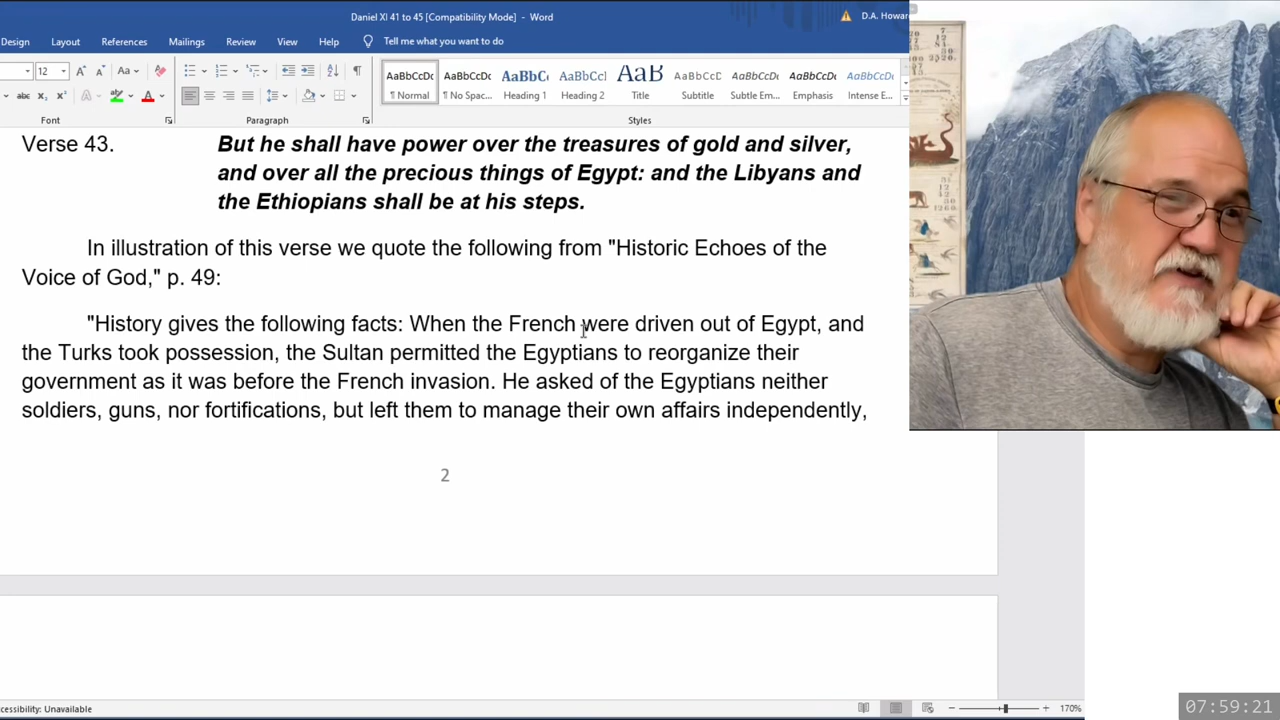 Daniel XI 41 to 45 [Compatibility Mode] - Word
D.A. Howar
Design Layout References Mailings Review View Help Tell me what you want to do
12
Aa
AaBbCcDc AaBbCcDc AaBbC AaBbCcC AaB AaBbCcD AaBbCcDc AaBbCcDc AaBbCcDc
¶ Normal ¶ No Spac... Heading 1 Heading 2 Title Subtitle Subtle Em... Emphasis Intense E...
Font Paragraph Styles
Verse 43. But he shall have power over the treasures of gold and silver,
and over all the precious things of Egypt: and the Libyans and
the Ethiopians shall be at his steps.
In illustration of this verse we quote the following from "Historic Echoes of the
Voice of God," p. 49:
"History gives the following facts: When the French were driven out of Egypt, and
the Turks took possession, the Sultan permitted the Egyptians to reorganize their
government as it was before the French invasion. He asked of the Egyptians neither
soldiers, guns, nor fortifications, but left them to manage their own affairs independently,
2
ccessibility: Unavailable
170%
07:59:21